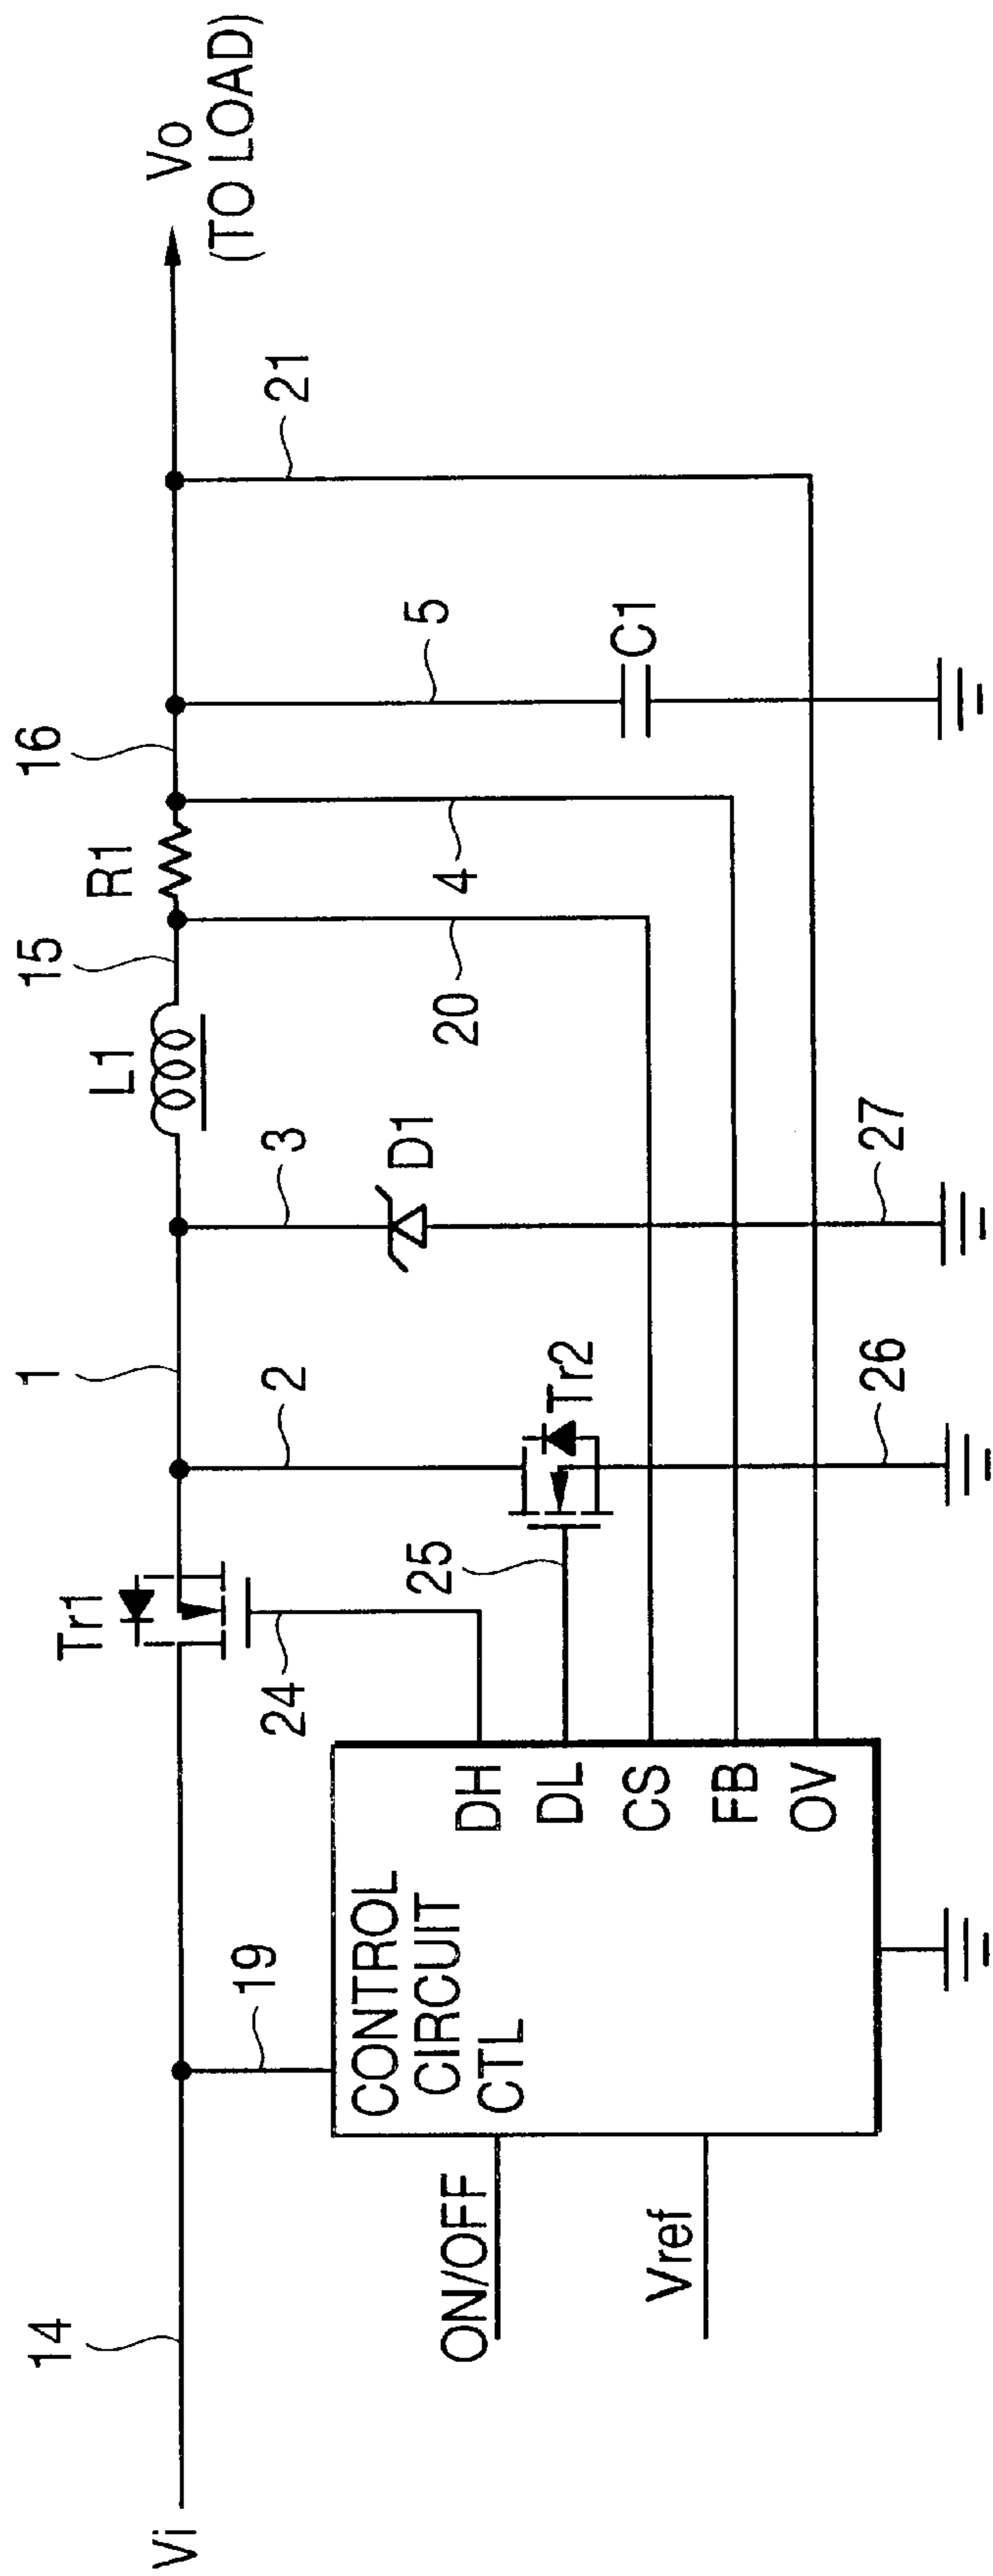 Vi
14
19
Tr1
24
1
2
3
L1
15
R1
16
5
21
Vo
(TO LOAD)
ON/OFF
Vref
CONTROL
CIRCUIT
CTL
DH
DL
CS
FB
OV
25
Tr2
26
D1
27
20
4
C1